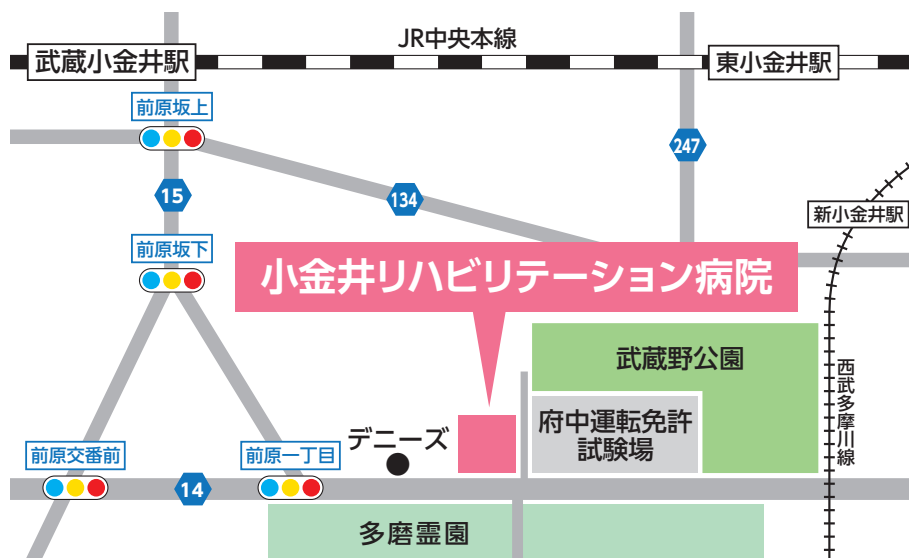 JR中央本線
武蔵小金井駅
東小金井駅
前原坂上
247
15
134
新小金井駅
前原坂下
小金井リハビリテーション病院
武蔵野公園
西武多摩川線
府中運転免許
試験場
デニーズ
前原交番前
前原一丁目
14
多磨霊園